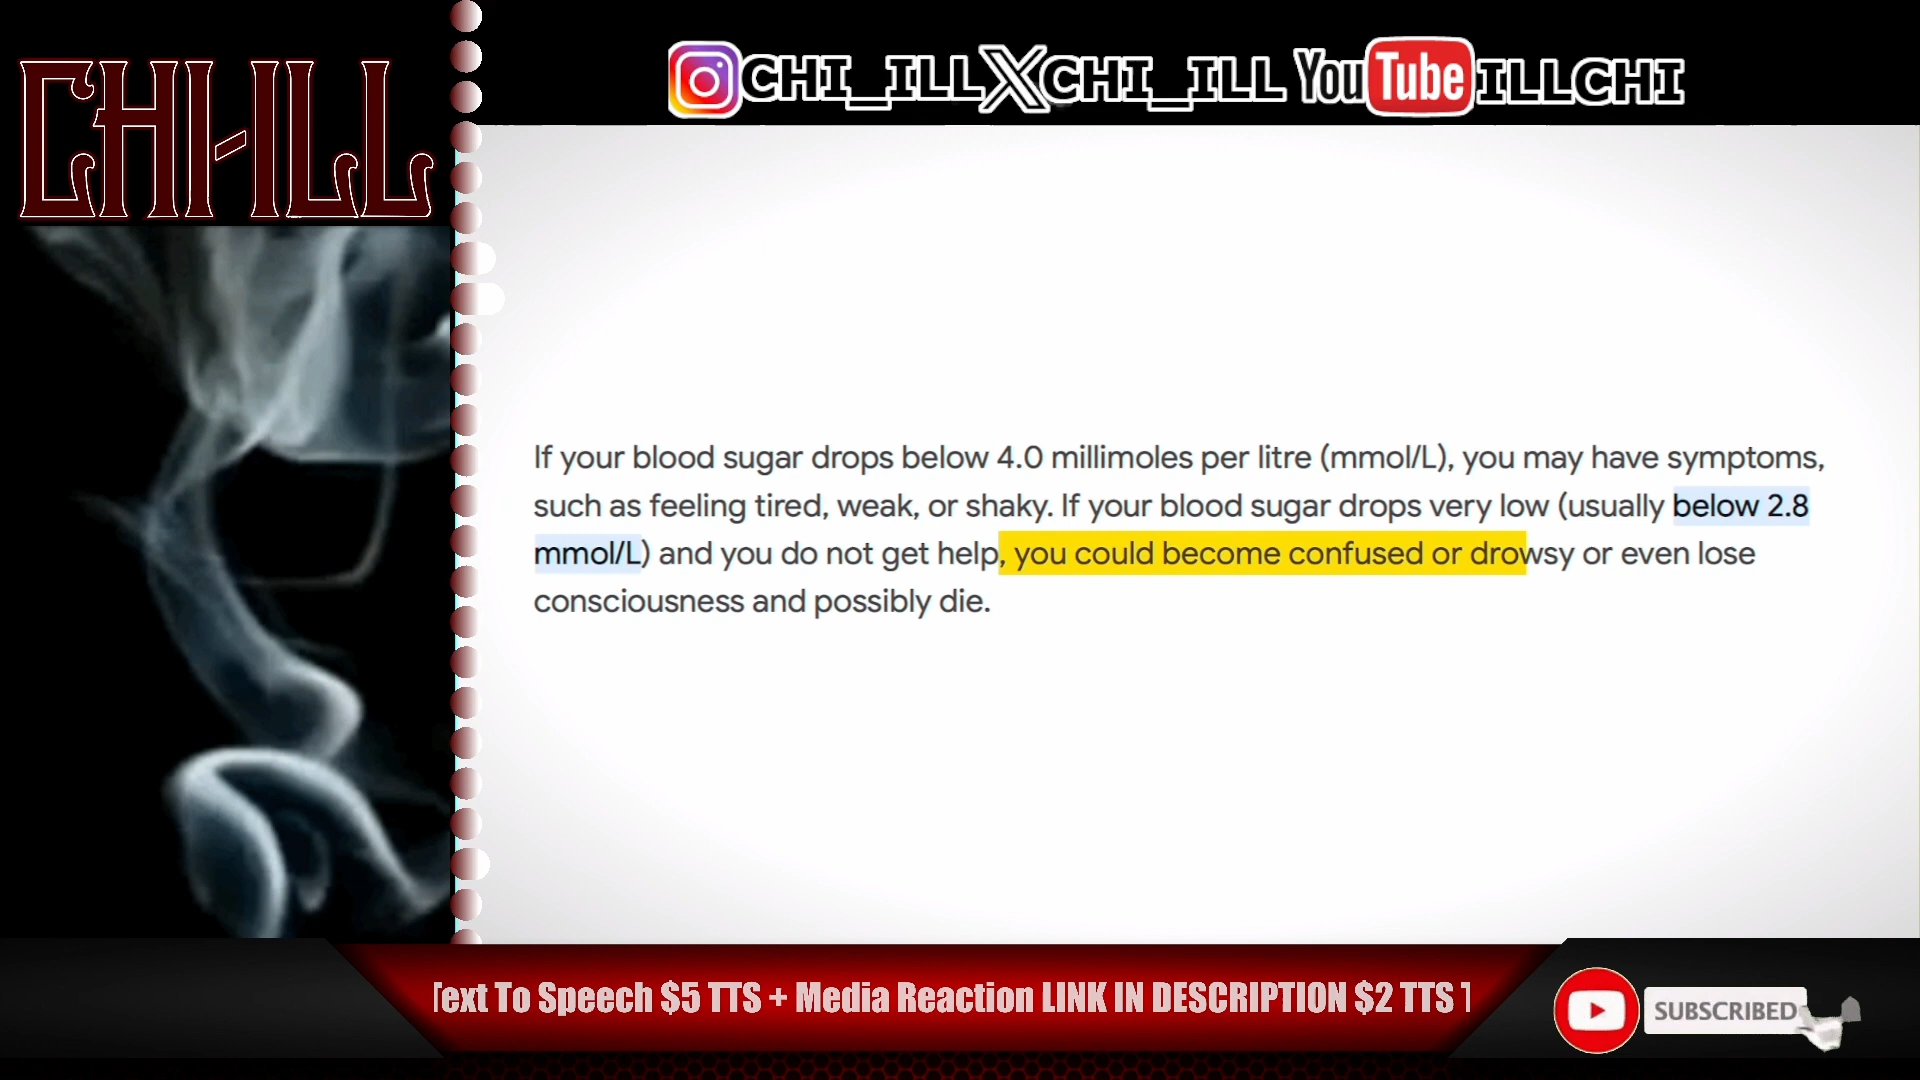 CHI-ILL
CHI_ILL X CHI_ILL YouTube ILLCHI
If your blood sugar drops below 4.0 millimoles per litre (mmol/L), you may have symptoms,
such as feeling tired, weak, or shaky. If your blood sugar drops very low (usually below 2.8
mmol/L) and you do not get help, you could become confused or drowsy or even lose
consciousness and possibly die.
Text To Speech $5 TTS + Media Reaction LINK IN DESCRIPTION $2 TTS T
SUBSCRIBED